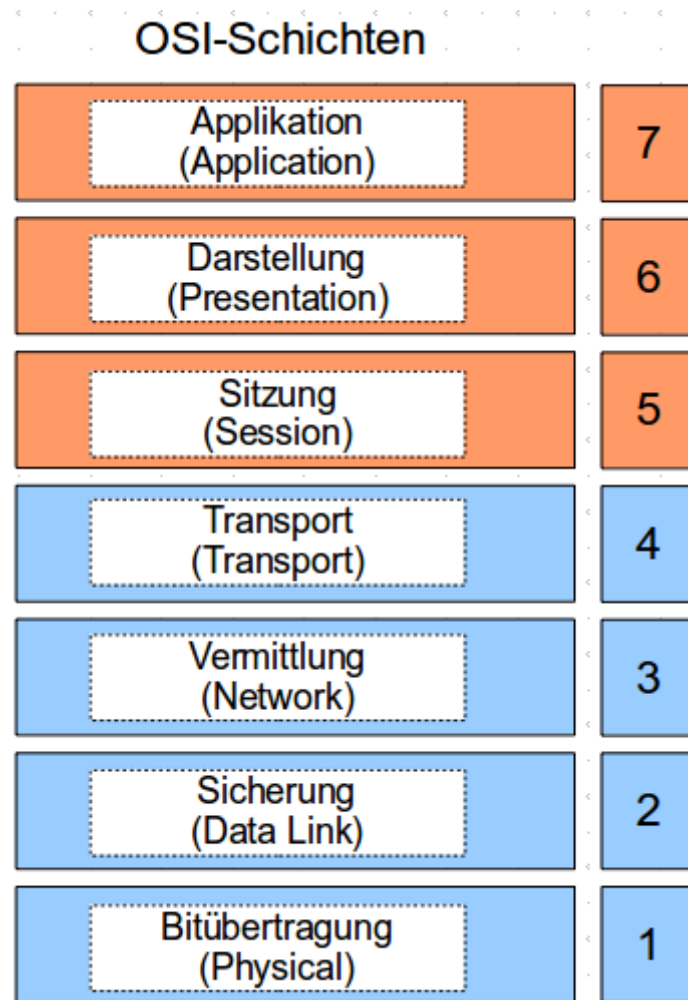 OSI-Schichten
Applikation
(Application)
7
Darstellung
(Presentation)
6
Sitzung
(Session)
5
Transport
(Transport)
4
Vermittlung
(Network)
3
Sicherung
(Data Link)
2
Bitübertragung
(Physical)
1